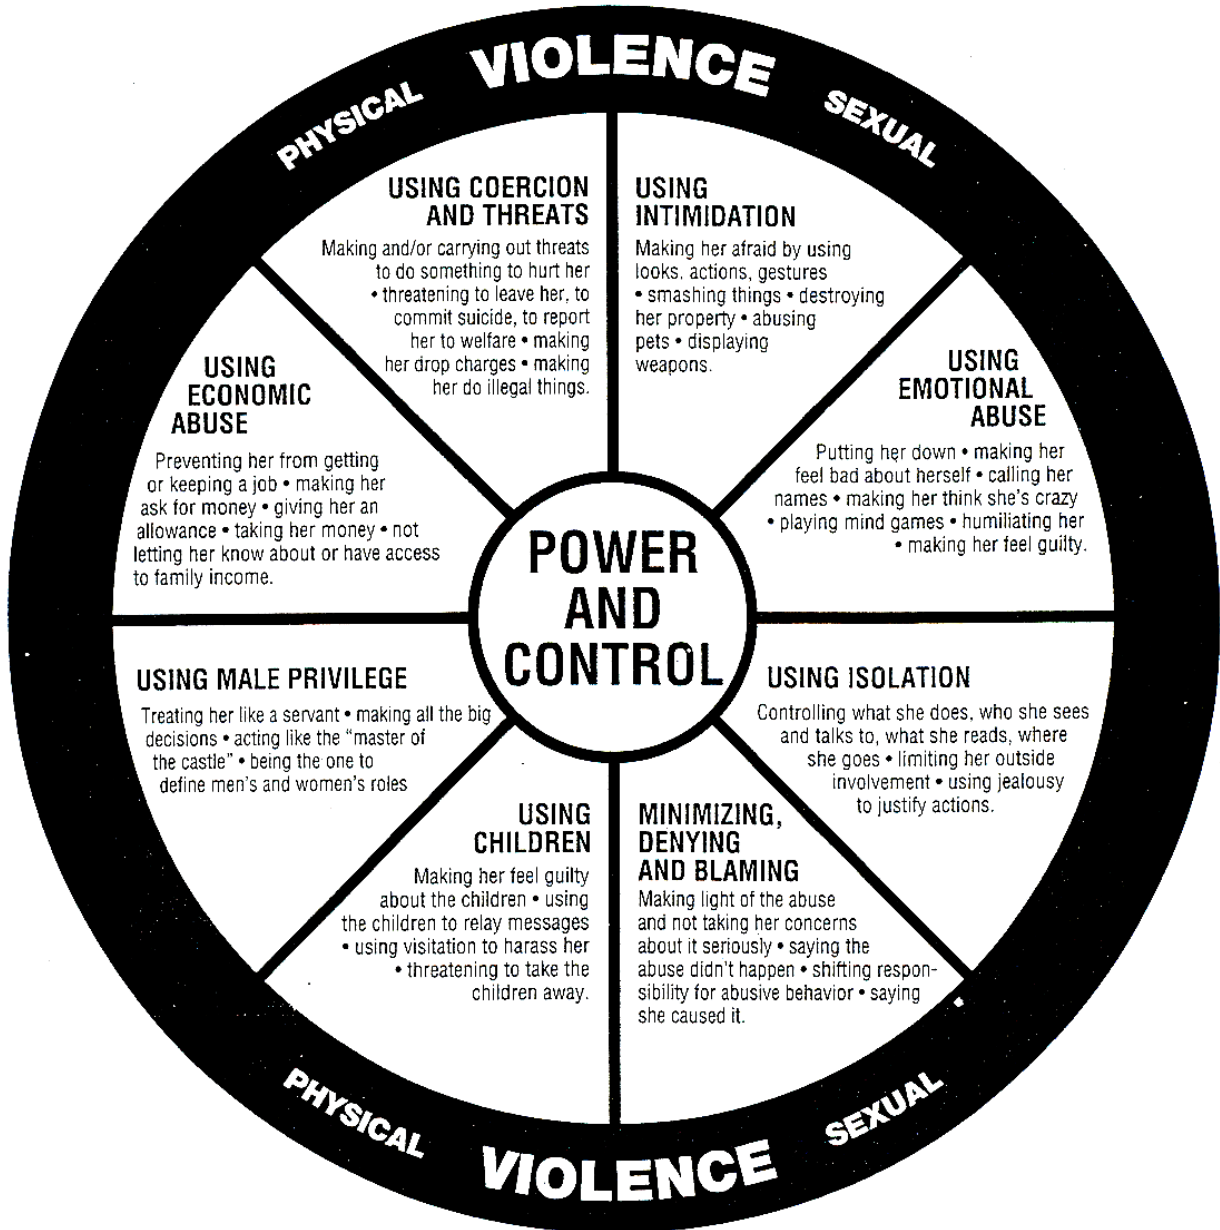 PHYSICAL VIOLENCE SEXUAL
USING COERCION
AND THREATS
Making and/or carrying out threats
to do something to hurt her
• threatening to leave her, to
commit suicide, to report
her to welfare • making
her drop charges • making
her do illegal things.
USING
INTIMIDATION
Making her afraid by using
looks, actions, gestures
• smashing things • destroying
her property • abusing
pets • displaying
weapons.
USING
EMOTIONAL
ABUSE
Putting her down • making her
feel bad about herself • calling her
names • making her think she's crazy
• playing mind games • humiliating her
• making her feel guilty.
USING ISOLATION
Controlling what she does, who she sees
and talks to, what she reads, where
she goes • limiting her outside
involvement • using jealousy
to justify actions.
MINIMIZING,
DENYING
AND BLAMING
Making light of the abuse
and not taking her concerns
about it seriously • saying the
abuse didn't happen • shifting respon-
sibility for abusive behavior • saying
she caused it.
USING
CHILDREN
Making her feel guilty
about the children • using
the children to relay messages
• using visitation to harass her
• threatening to take the
children away.
USING MALE PRIVILEGE
Treating her like a servant • making all the big
decisions • acting like the "master of
the castle" • being the one to
define men's and women's roles
USING
ECONOMIC
ABUSE
Preventing her from getting
or keeping a job • making her
ask for money • giving her an
allowance • taking her money • not
letting her know about or have access
to family income.
POWER
AND
CONTROL
PHYSICAL VIOLENCE SEXUAL